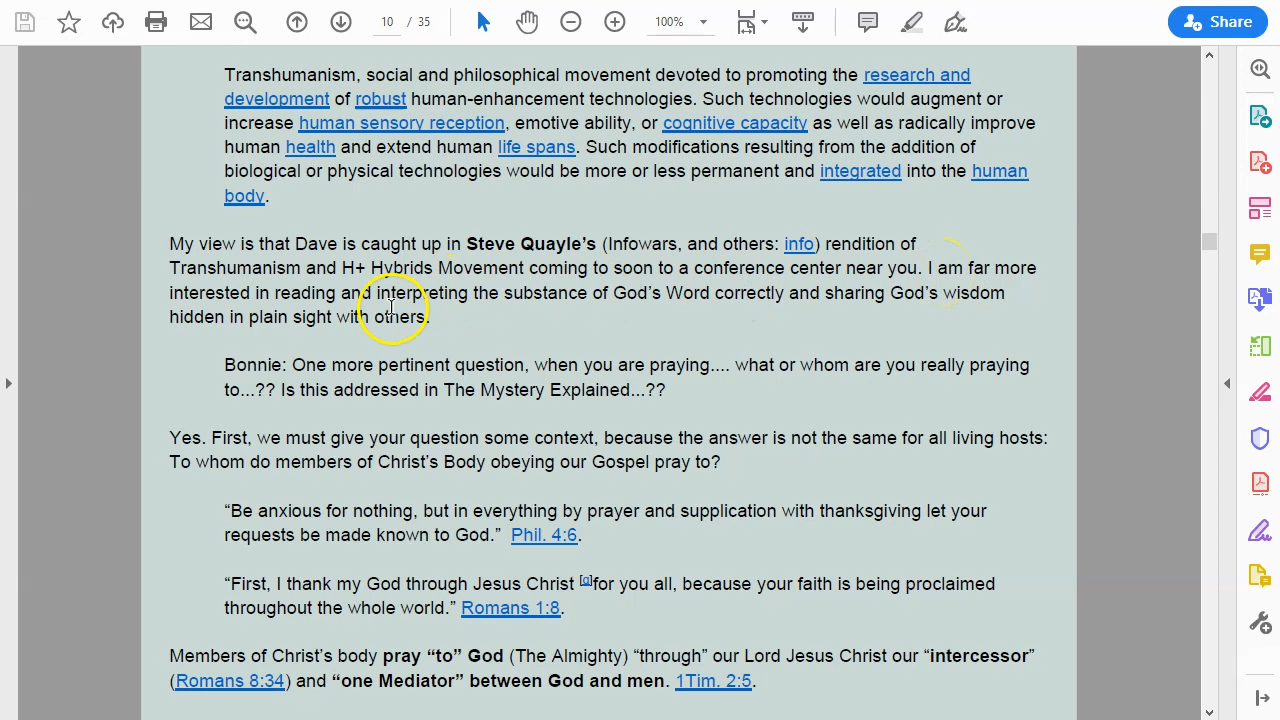 10 / 35
100%
Share
Transhumanism, social and philosophical movement devoted to promoting the research and
development of robust human-enhancement technologies. Such technologies would augment or
increase human sensory reception, emotive ability, or cognitive capacity as well as radically improve
human health and extend human life spans. Such modifications resulting from the addition of
biological or physical technologies would be more or less permanent and integrated into the human
body.
My view is that Dave is caught up in Steve Quayle’s (Infowars, and others: info) rendition of
Transhumanism and H+ Hybrids Movement coming to soon to a conference center near you. I am far more
interested in reading and interpreting the substance of God’s Word correctly and sharing God’s wisdom
hidden in plain sight with others.
Bonnie: One more pertinent question, when you are praying.... what or whom are you really praying
to...?? Is this addressed in The Mystery Explained...??
Yes. First, we must give your question some context, because the answer is not the same for all living hosts:
To whom do members of Christ’s Body obeying our Gospel pray to?
“Be anxious for nothing, but in everything by prayer and supplication with thanksgiving let your
requests be made known to God.” Phil. 4:6.
“First, I thank my God through Jesus Christ [g]for you all, because your faith is being proclaimed
throughout the whole world.” Romans 1:8.
Members of Christ’s body pray “to” God (The Almighty) “through” our Lord Jesus Christ our “intercessor”
(Romans 8:34) and “one Mediator” between God and men. 1Tim. 2:5.